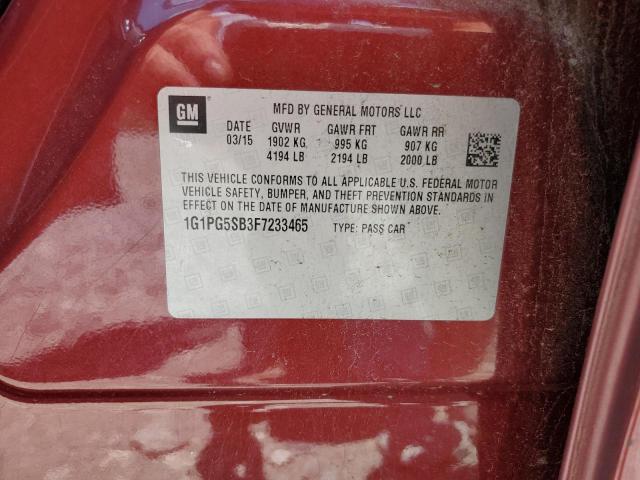 GM
MFD BY GENERAL MOTORS LLC
DATE GVWR GAWR FRT GAWR RR
03/15 1902 KG 995 KG 907 KG
4194 LB 2194 LB 2000 LB
THIS VEHICLE CONFORMS TO ALL APPLICABLE U.S. FEDERAL MOTOR
VEHICLE SAFETY, BUMPER, AND THEFT PREVENTION STANDARDS IN
EFFECT ON THE DATE OF MANUFACTURE SHOWN ABOVE.
1G1PG5SB3F7233465 TYPE: PASS CAR